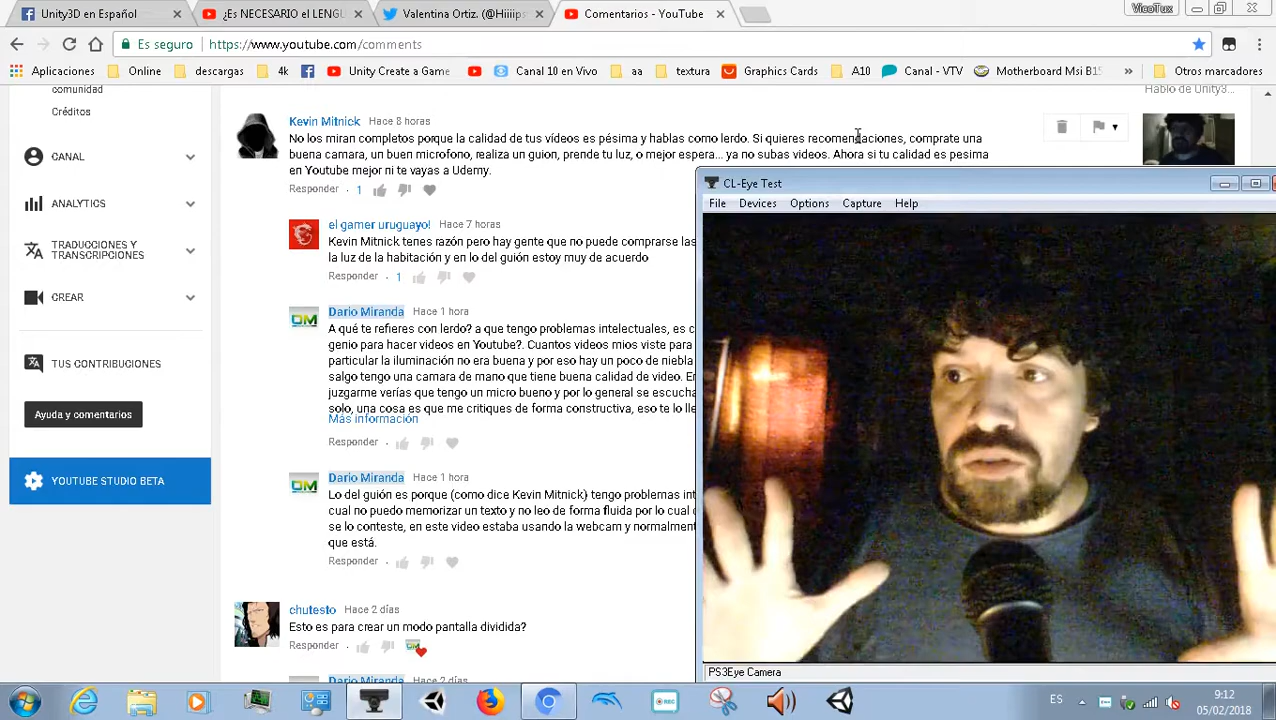 Unity3D en Español
¿Es NECESARIO el LENGU
Valentina Ortiz. (@Hiiiips
Comentarios - YouTube
VicoTux
Es seguro
https://www.youtube.com/comments
Aplicaciones
Online
descargas
4k
Unity Create a Game
Canal 10 en Vivo
aa
textura
Graphics Cards
A10
Canal - VTV
Motherboard Msi B15
»
Otros marcadores
comunidad
Créditos
CANAL
ANALYTICS
TRADUCCIONES Y
TRANSCRIPCIONES
CREAR
TUS CONTRIBUCIONES
Ayuda y comentarios
YOUTUBE STUDIO BETA
Hablo de Unity3...
Kevin Mitnick Hace 8 horas
No los miran completos porque la calidad de tus vídeos es pésima y hablas como lerdo. Si quieres recomendaciones, comprate una
buena camara, un buen microfono, realiza un guion, prende tu luz, o mejor espera... ya no subas videos. Ahora si tu calidad es pesima
en Youtube mejor ni te vayas a Udemy.
Responder 1
el gamer uruguayo! Hace 7 horas
Kevin Mitnick tenes razón pero hay gente que no puede comprarse las
la luz de la habitación y en lo del guión estoy muy de acuerdo
Responder · 1
Dario Miranda Hace 1 hora
A qué te refieres con lerdo? a que tengo problemas intelectuales, es c
genio para hacer videos en Youtube?. Cuantos videos mios viste para
particular la iluminación no era buena y por eso hay un poco de niebla
salgo tengo una camara de mano que tiene buena calidad de video. En
juzgarme verías que tengo un micro bueno y por lo general se escucha
solo, una cosa es que me critiques de forma constructiva, eso te lo lle
Más información
Responder ·
Dario Miranda Hace 1 hora
Lo del guión es porque (como dice Kevin Mitnick) tengo problemas int
cual no puedo memorizar un texto y no leo de forma fluida por lo cual
se lo conteste, en este video estaba usando la webcam y normalment
que está.
Responder ·
chutesto Hace 2 días
Esto es para crear un modo pantalla dividida?
Responder ·
Dario Miranda Hace 2 días
CL-Eye Test
File Devices Options Capture Help
PS3Eye Camera
ES
9:12
05/02/2018